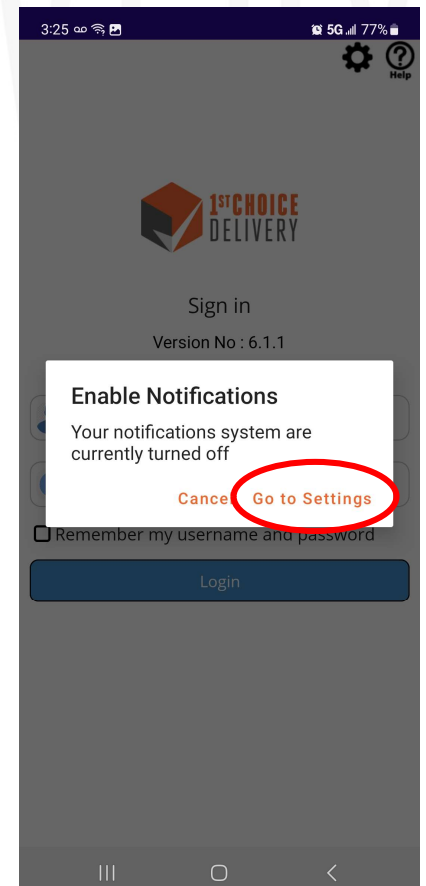 3:25
5G 77%
Help
1ST CHOICE
DELIVERY
Sign in
Version No : 6.1.1
Enable Notifications
Your notifications system are
currently turned off
Cancel Go to Settings
Remember my username and password
Login